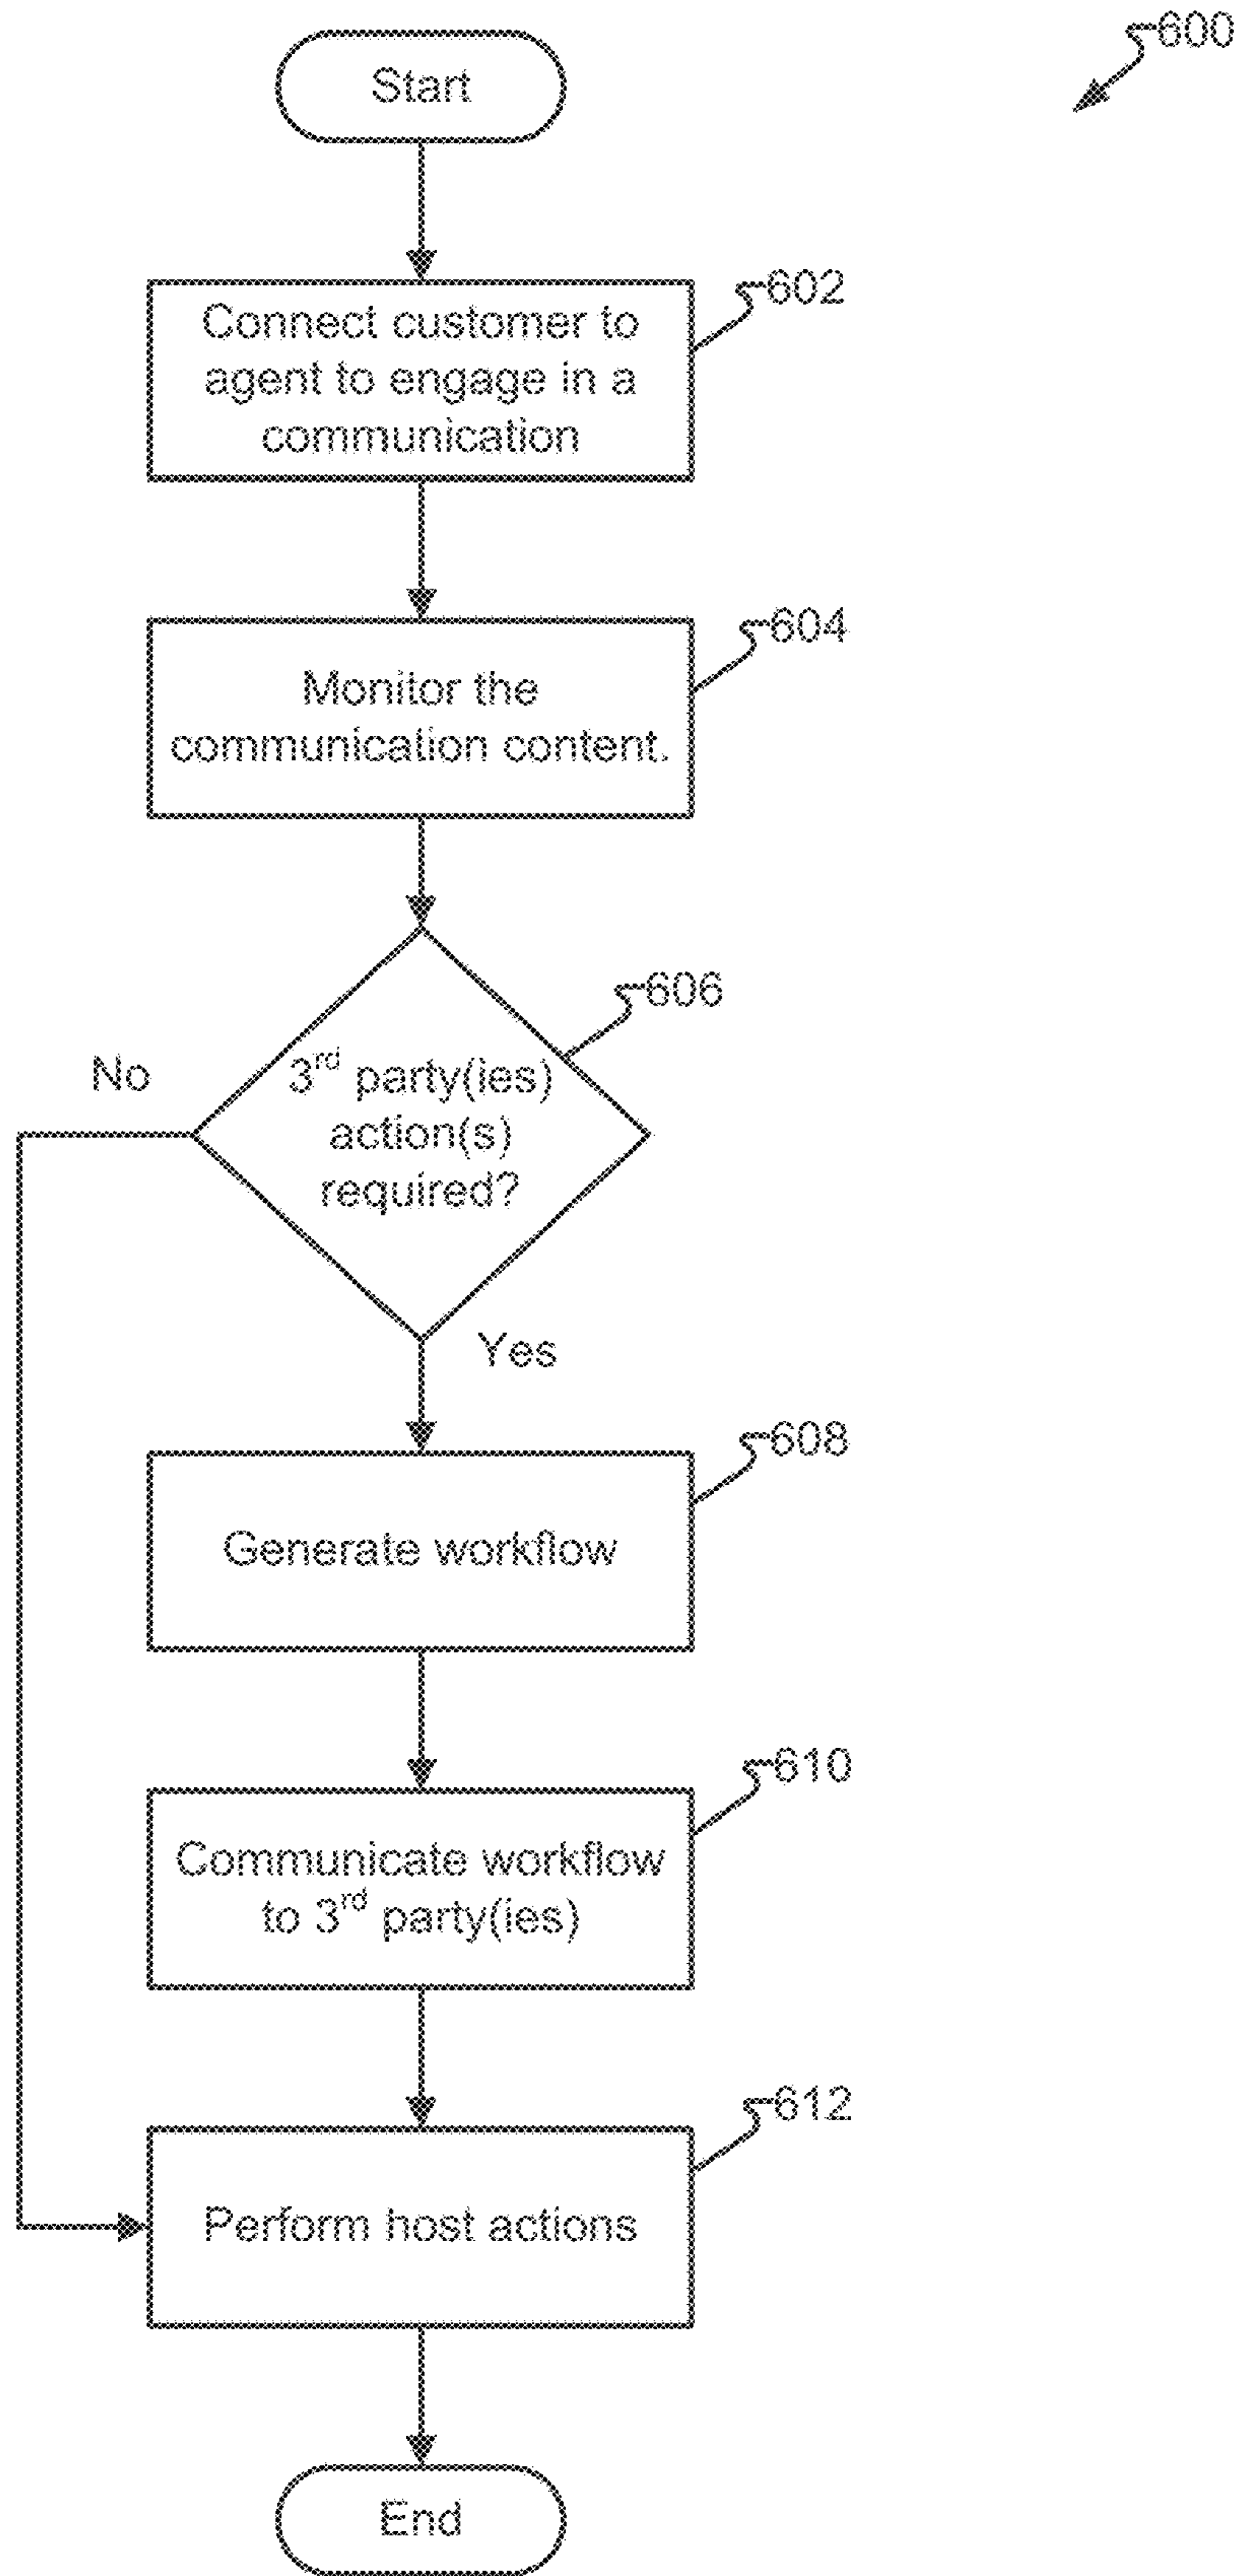 600
Start
602
Connect customer to
agent to engage in a
communication
604
Monitor the
communication content.
606
No
3rd party(ies)
action(s)
required?
Yes
608
Generate workflow
610
Communicate workflow
to 3rd party(ies)
612
Perform host actions
End